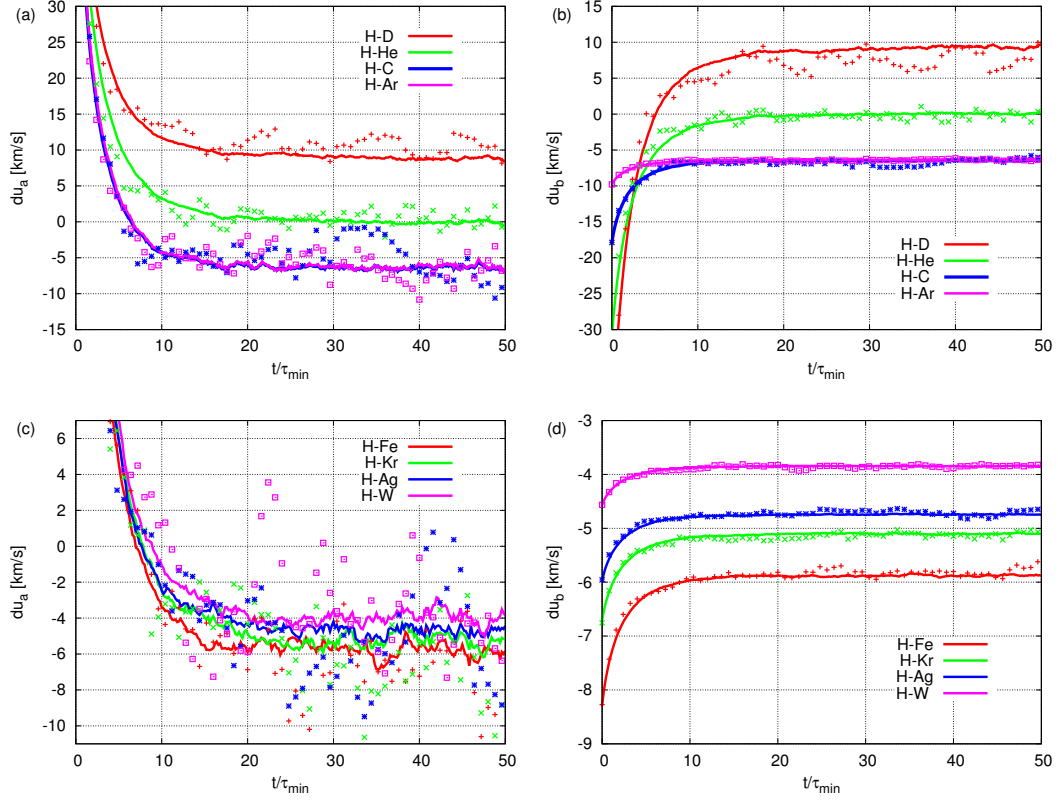 (a)
30
25
20
15
10
5
0
-5
-10
-15
du_a [km/s]
H-D
H-He
H-C
H-Ar
0 10 20 30 40 50
t/τ_min
(b)
15
10
5
0
-5
-10
-15
-20
-25
-30
du_b [km/s]
H-D
H-He
H-C
H-Ar
0 10 20 30 40 50
t/τ_min
(c)
6
4
2
0
-2
-4
-6
-8
-10
du_a [km/s]
H-Fe
H-Kr
H-Ag
H-W
0 10 20 30 40 50
t/τ_min
(d)
-3
-4
-5
-6
-7
-8
-9
du_b [km/s]
H-Fe
H-Kr
H-Ag
H-W
0 10 20 30 40 50
t/τ_min